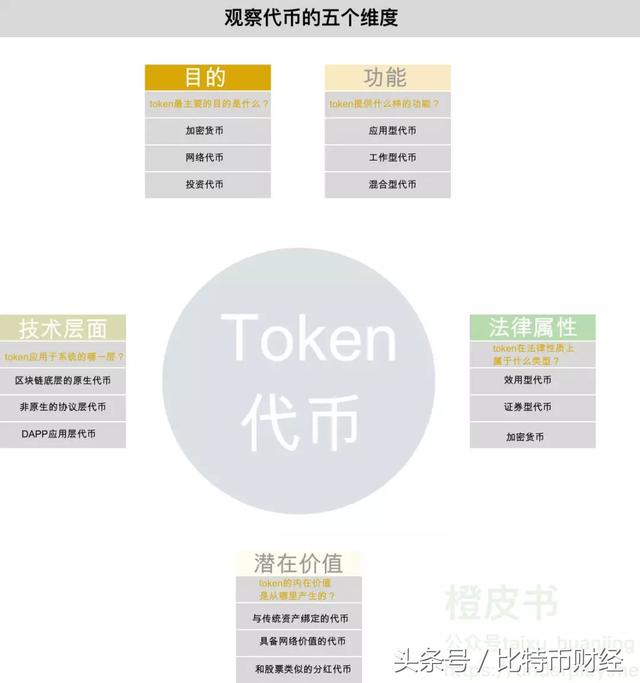 观察代币的五个维度
目的
token最主要的目的是什么？
加密货币
网络代币
投资代币
功能
token提供什么样的功能？
应用型代币
工作型代币
混合型代币
技术层面
token应用于系统的哪一层？
区块链底层的原生代币
非原生的协议层代币
DAPP应用层代币
Token
代币
法律属性
token在法律性质上
属于什么类型？
效用型代币
证券型代币
加密货币
潜在价值
token的内在价值
是从哪里产生的？
与传统资产绑定的代币
具备网络价值的代币
和股票类似的分红代币
橙皮书
公众号taixu_huanjing
头条号／比特币财经